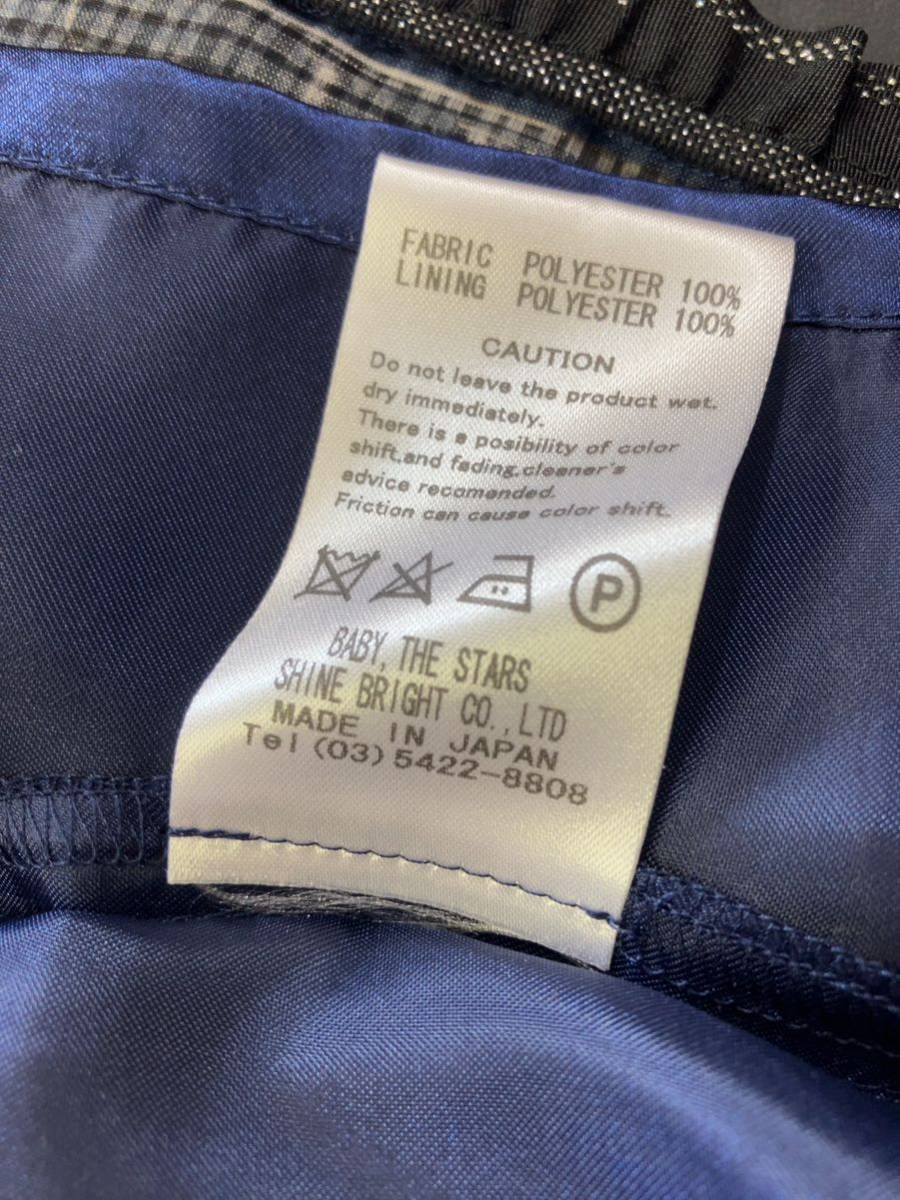 FABRIC POLYESTER 100%
LINING POLYESTER 100%
CAUTION
Do not leave the product wet.
dry immediately.
There is a posibility of color
shift.and fading.cleaner's
advice recomended.
Friction can cause color shift.
P
BABY, THE STARS
SHINE BRIGHT CO.,LTD
MADE IN JAPAN
Tel (03) 5422-8808